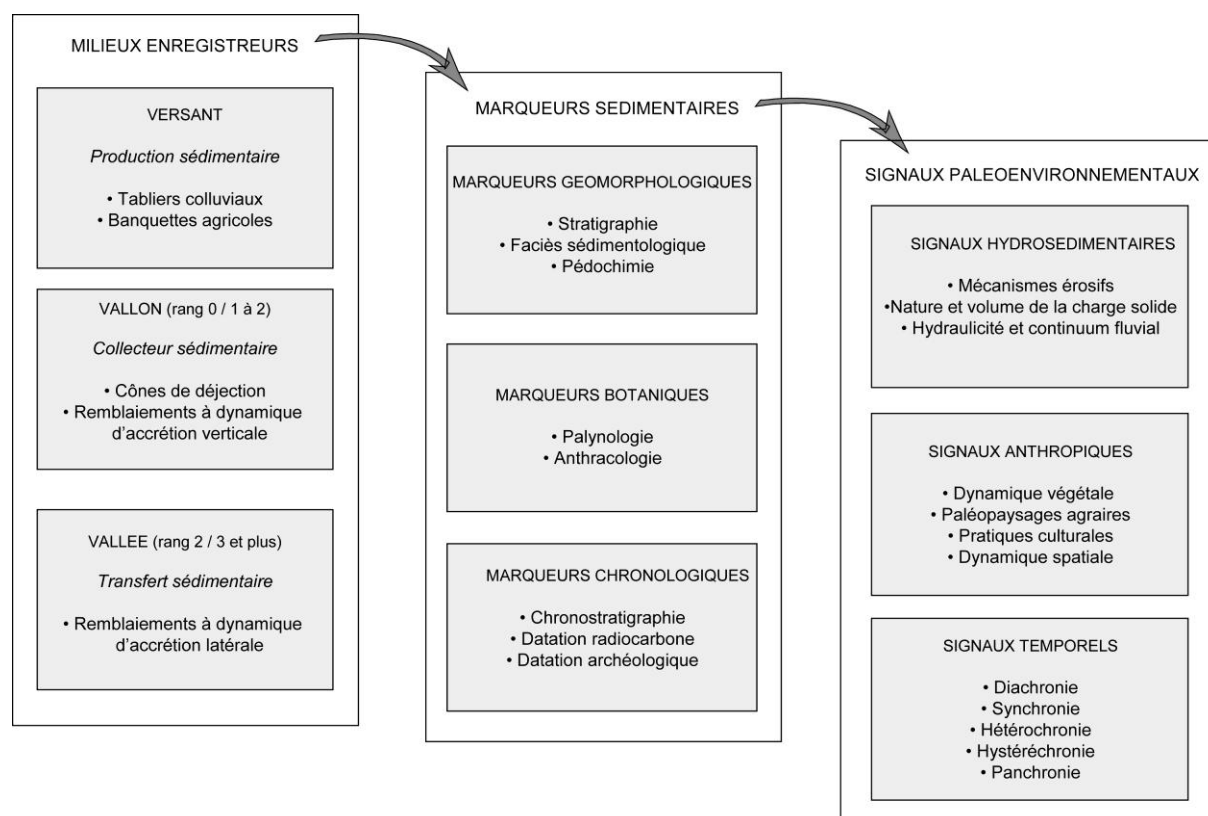 MILIEUX ENREGISTREURS
VERSANT
Production sédimentaire
• Tabliers colluviaux
• Banquettes agricoles
VALLON (rang 0 / 1 à 2)
Collecteur sédimentaire
• Cônes de déjection
• Remblaiements à dynamique
d'accrétion verticale
VALLEE (rang 2 / 3 et plus)
Transfert sédimentaire
• Remblaiements à dynamique
d'accrétion latérale
MARQUEURS SEDIMENTAIRES
MARQUEURS GEOMORPHOLOGIQUES
• Stratigraphie
• Faciès sédimentologique
• Pédochimie
MARQUEURS BOTANIQUES
• Palynologie
• Anthracologie
MARQUEURS CHRONOLOGIQUES
• Chronostratigraphie
• Datation radiocarbone
• Datation archéologique
SIGNAUX PALEOENVIRONNEMENTAUX
SIGNAUX HYDROSEDIMENTAIRES
• Mécanismes érosifs
•Nature et volume de la charge solide
• Hydraulicité et continuum fluvial
SIGNAUX ANTHROPIQUES
• Dynamique végétale
• Paléopaysages agraires
• Pratiques culturales
• Dynamique spatiale
SIGNAUX TEMPORELS
• Diachronie
• Synchronie
• Hétérochronie
• Hystéréchronie
• Panchronie